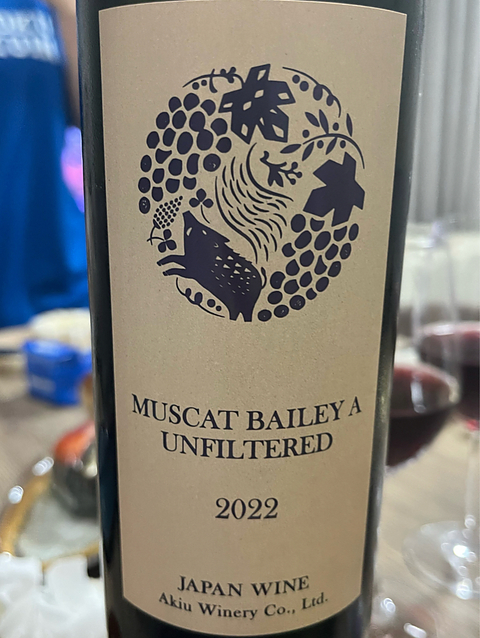 MUSCAT BAILEY A
UNFILTERED
2022
JAPAN WINE
Akiu Winery Co., Ltd.